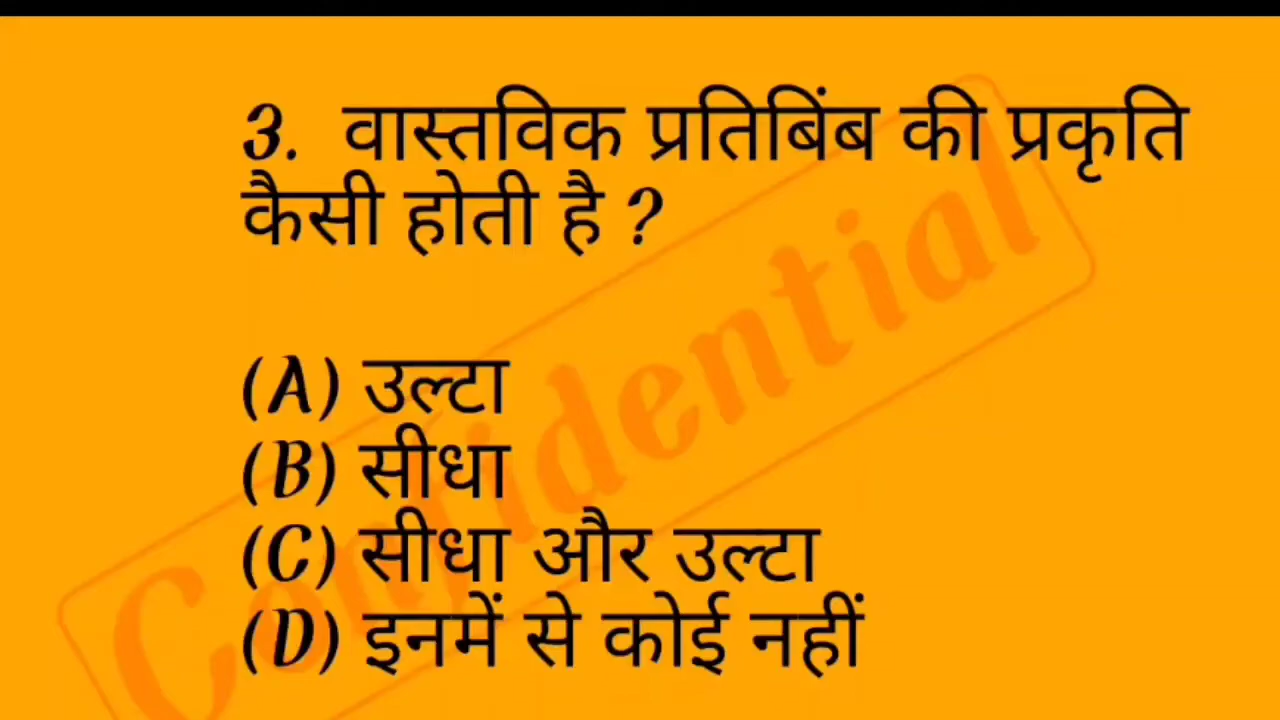 3. वास्तविक प्रतिबिंब की प्रकृति
कैसी होती है ?
(A) उल्टा
(B) सीधा
(C) सीधा और उल्टा
(D) इनमें से कोई नहीं
Confidential